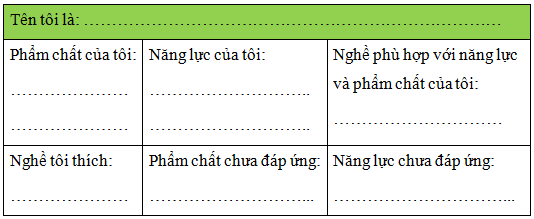 Tên tôi là: ……………………………………………………………
Phẩm chất của tôi:
…………………
…………………
Năng lực của tôi:
………………………..
………………………..
Nghề phù hợp với năng lực
và phẩm chất của tôi:
…………………………
Nghề tôi thích:
…………………
Phẩm chất chưa đáp ứng:
………………………...
Năng lực chưa đáp ứng:
…………………………...